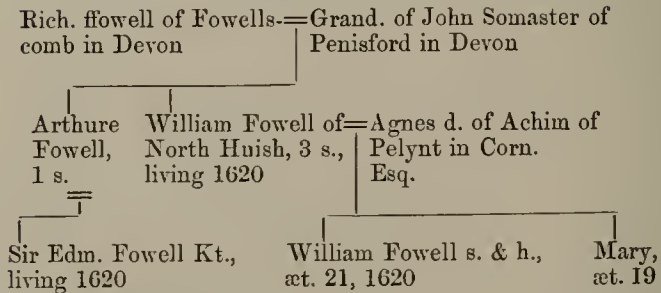 Rich. ffowell of Fowells-=Grand. of John Somaster of
comb in Devon Penisford in Devon
Arthure
Fowell,
1 s.
William Fowell of=Agnes d. of Achim of
North Huish, 3 s., Pelynt in Corn.
living 1620 Esq.
Sir Edm. Fowell Kt.,
living 1620
William Fowell s. & h.,
æt. 21, 1620
Mary,
æt. 19